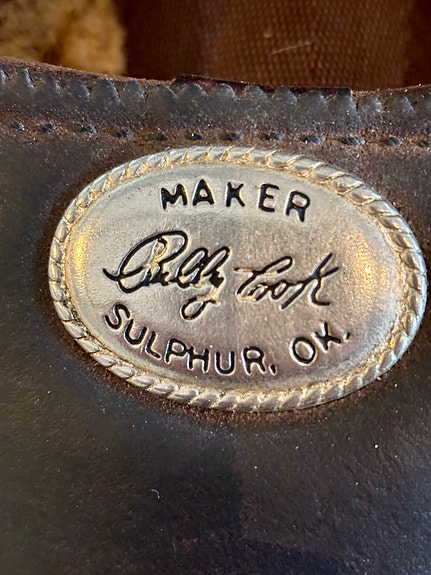 MAKER
Billy Cook
SULPHUR, OK.